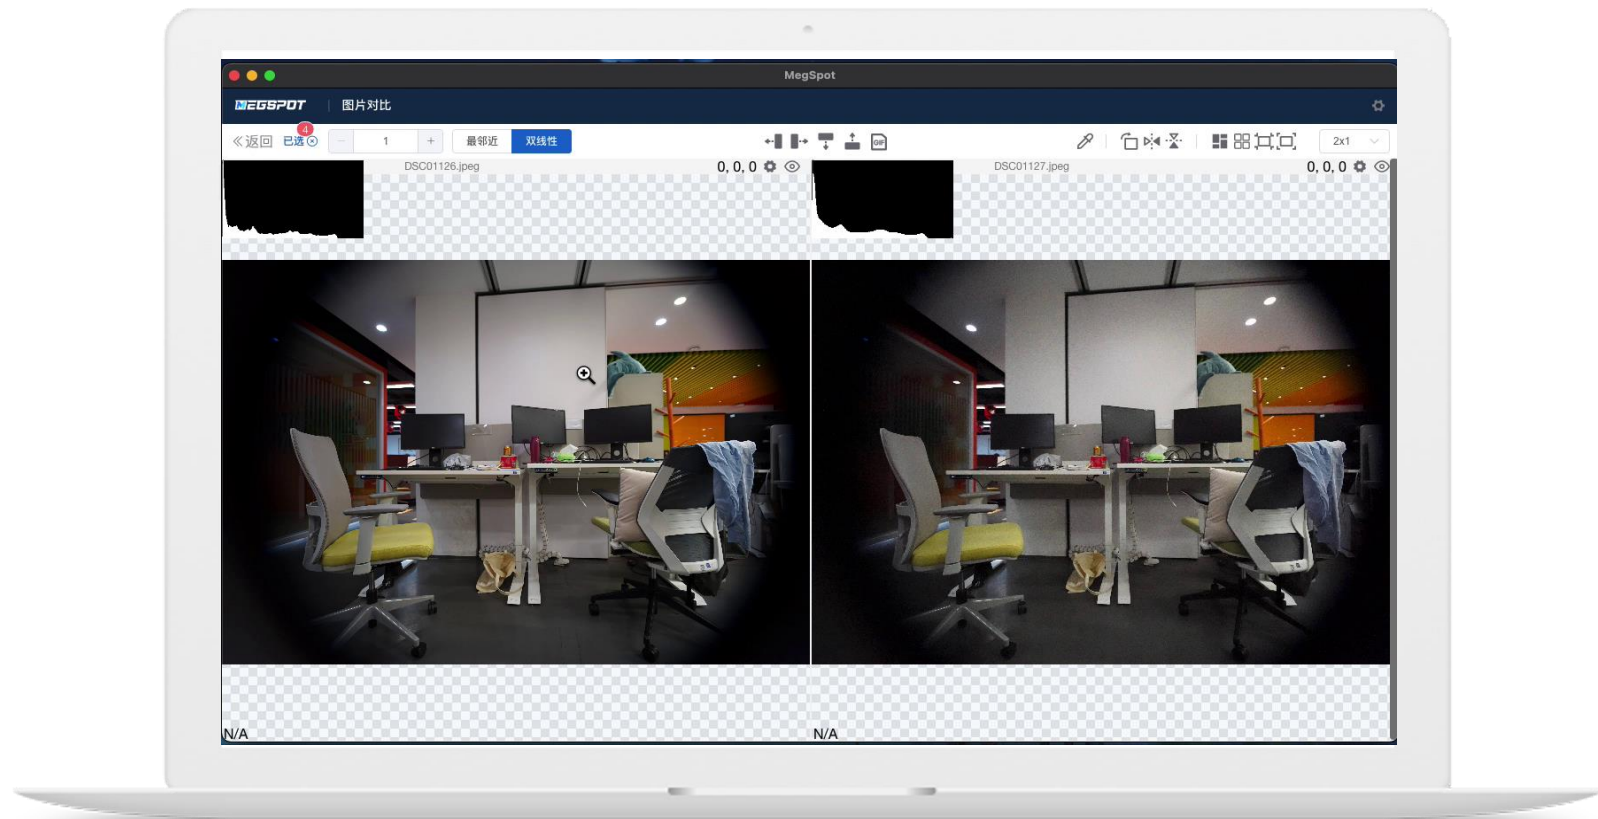 MegSpot
MEGSPOT 图片对比
返回 已选 4 − 1 + 最邻近 双线性 GIF 2x1
DSC01126.jpeg 0, 0, 0 DSC01127.jpeg 0, 0, 0
N/A N/A